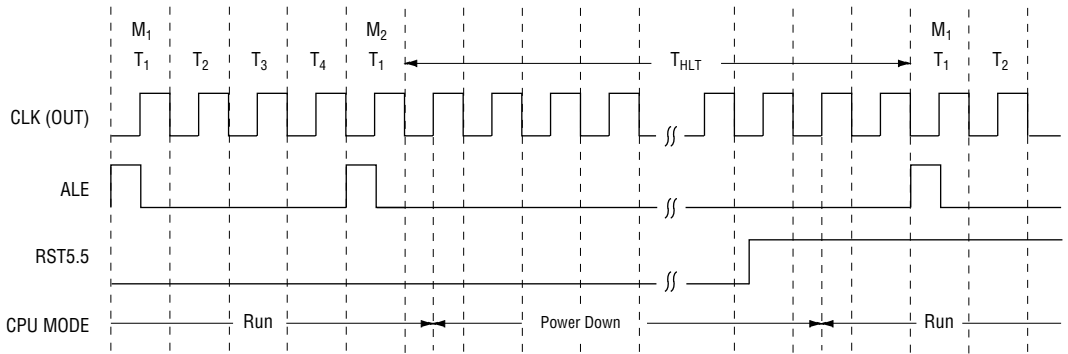 M₁ M₂ M₁
T₁ T₂ T₃ T₄ T₁ T_HLT T₁ T₂
CLK (OUT)
ALE
RST5.5
CPU MODE Run Power Down Run